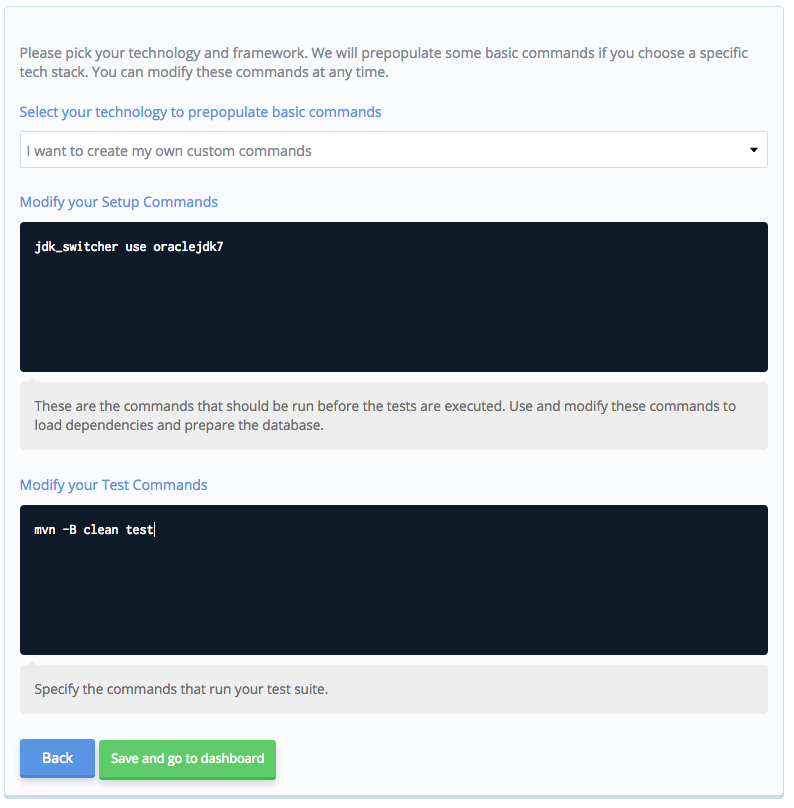 Please pick your technology and framework. We will prepopulate some basic commands if you choose a specific
tech stack. You can modify these commands at any time.
Select your technology to prepopulate basic commands
I want to create my own custom commands
Modify your Setup Commands
jdk_switcher use oraclejdk7
These are the commands that should be run before the tests are executed. Use and modify these commands to
load dependencies and prepare the database.
Modify your Test Commands
mvn -B clean test
Specify the commands that run your test suite.
Back
Save and go to dashboard